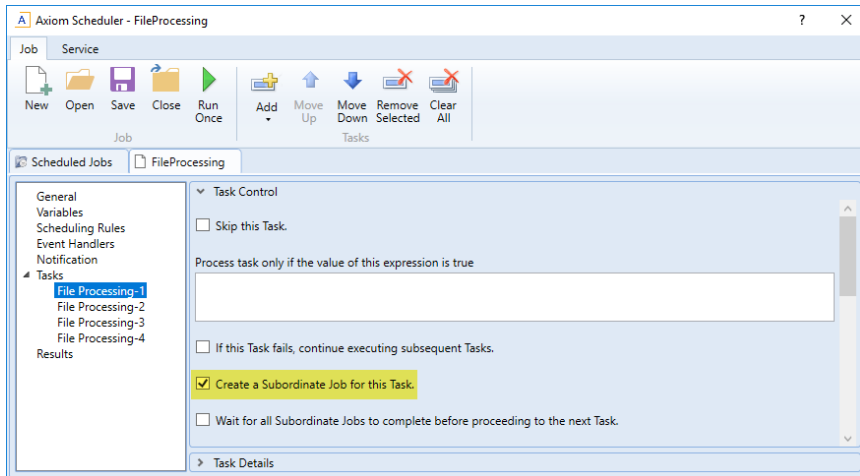 A Axiom Scheduler - FileProcessing
?
Job Service
New Open Save Close Run Once
Add Move Up Move Down Remove Selected Clear All
Job Tasks
Scheduled Jobs FileProcessing
General
Variables
Scheduling Rules
Event Handlers
Notification
Tasks
File Processing-1
File Processing-2
File Processing-3
File Processing-4
Results
Task Control
Skip this Task.
Process task only if the value of this expression is true
If this Task fails, continue executing subsequent Tasks.
Create a Subordinate Job for this Task.
Wait for all Subordinate Jobs to complete before proceeding to the next Task.
Task Details